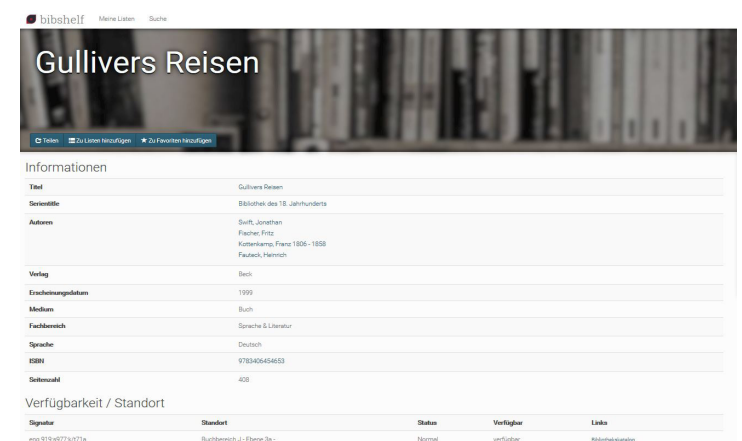 bibshelf Meine Listen Suche
Gullivers Reisen
Teilen Zu Listen hinzufügen Zu Favoriten hinzufügen
Informationen
Titel Gullivers Reisen
Serientitle Bibliothek des 18. Jahrhunderts
Autoren Swift, Jonathan
Fischer, Fritz
Kottenkamp, Franz 1806 - 1858
Fauteck, Heinrich
Verlag Beck
Erscheinungsdatum 1999
Medium Buch
Fachbereich Sprache & Literatur
Sprache Deutsch
ISBN 9783406454653
Seitenzahl 408
Verfügbarkeit / Standort
Signatur Standort Status Verfügbar Links
Buchbereich J - Ebene 3a - Normal verfügbar Bibliothekskatalog